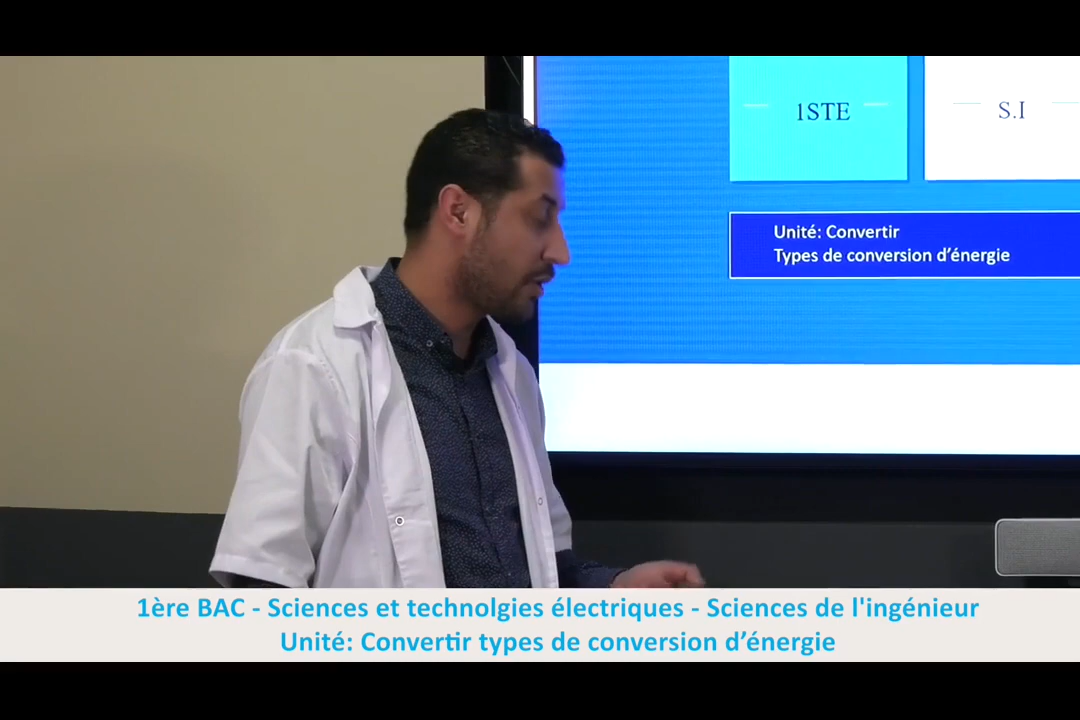 1STE
S.I
Unité: Convertir
Types de conversion d’énergie
1ère BAC - Sciences et technolgies électriques - Sciences de l'ingénieur
Unité: Convertir types de conversion d’énergie